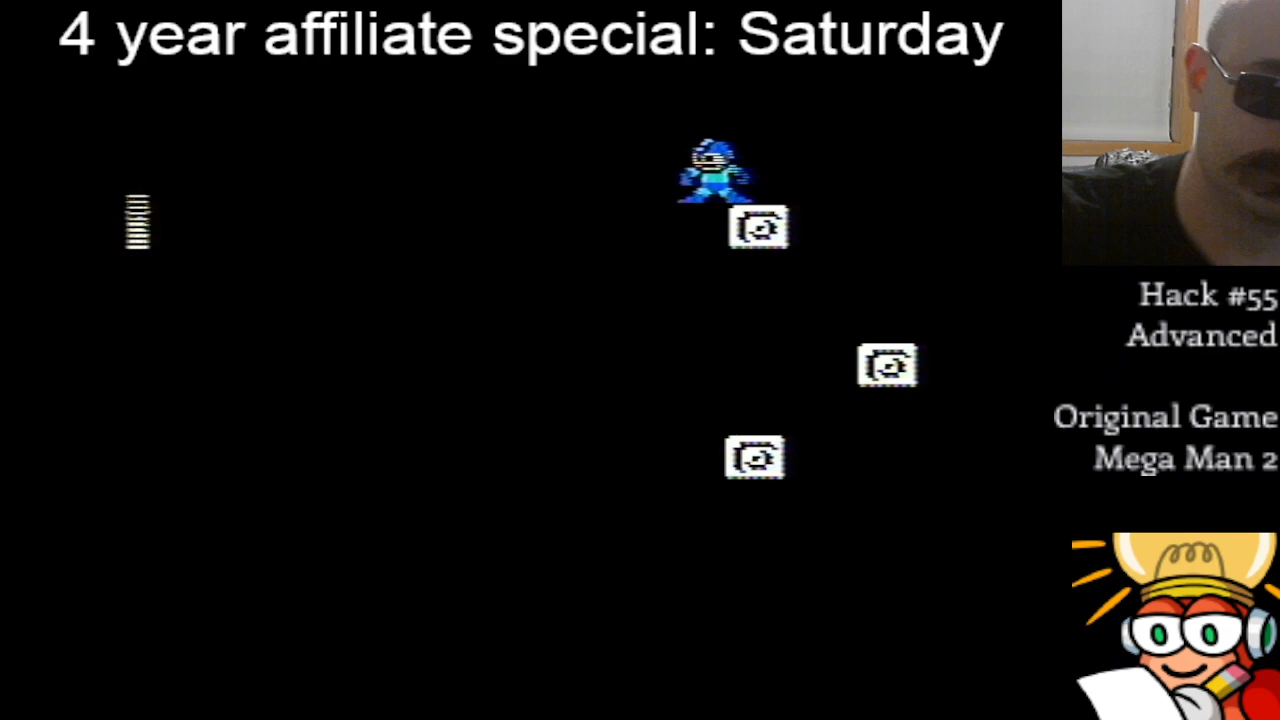 4 year affiliate special: Saturday
Hack #55
Advanced
Original Game
Mega Man 2